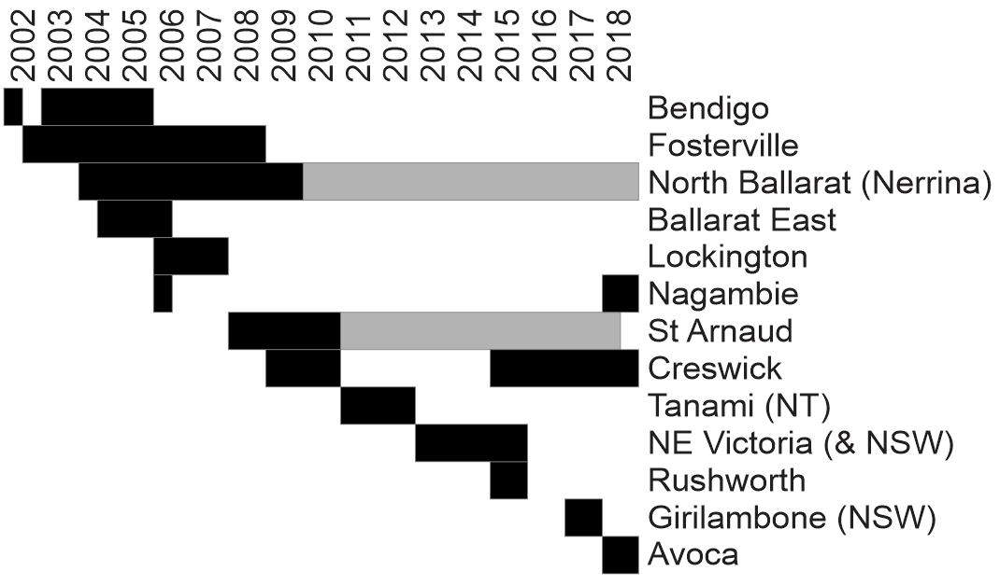 2002 2003 2004 2005 2006 2007 2008 2009 2010 2011 2012 2013 2014 2015 2016 2017 2018
Bendigo
Fosterville
North Ballarat (Nerrina)
Ballarat East
Lockington
Nagambie
St Arnaud
Creswick
Tanami (NT)
NE Victoria (& NSW)
Rushworth
Girilambone (NSW)
Avoca